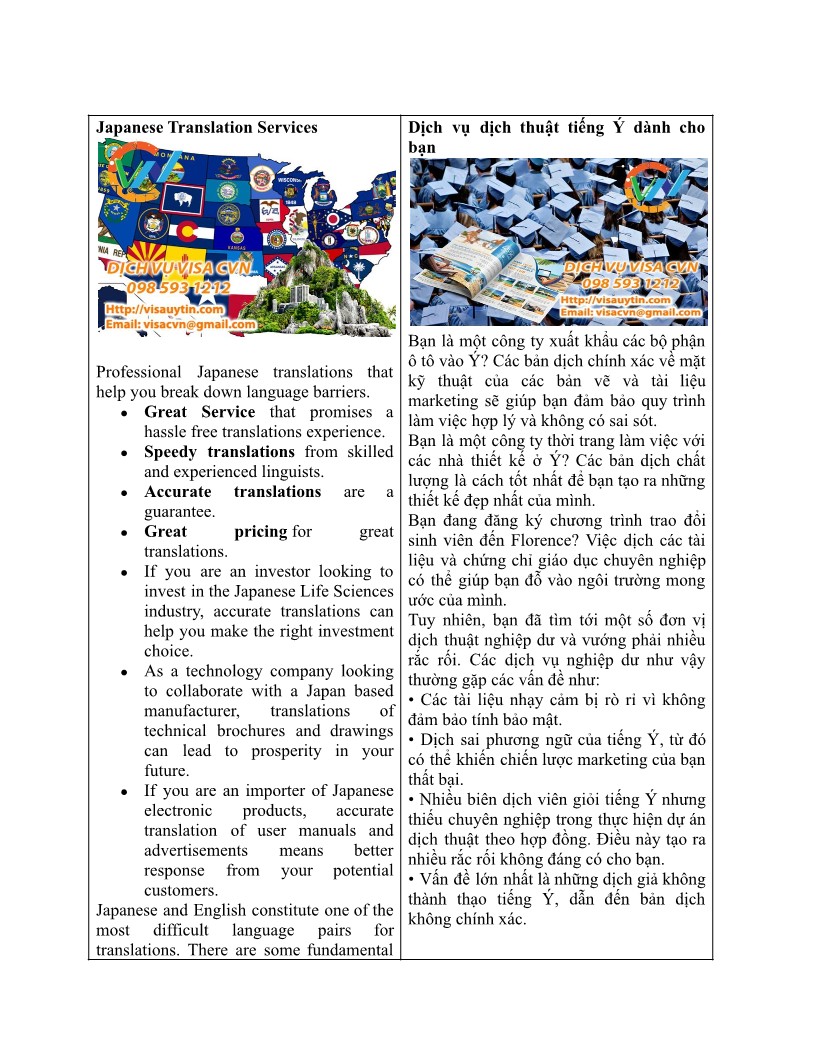 Japanese Translation Services
MONTANA
WISCONSIN
1848
KANSAS
DỊCH VỤ VISA CVN
098 593 1212
Http://visauytin.com
Email: visacvn@gmail.com
Professional Japanese translations that
help you break down language barriers.
● Great Service that promises a
hassle free translations experience.
● Speedy translations from skilled
and experienced linguists.
● Accurate translations are a
guarantee.
● Great pricing for great
translations.
● If you are an investor looking to
invest in the Japanese Life Sciences
industry, accurate translations can
help you make the right investment
choice.
● As a technology company looking
to collaborate with a Japan based
manufacturer, translations of
technical brochures and drawings
can lead to prosperity in your
future.
● If you are an importer of Japanese
electronic products, accurate
translation of user manuals and
advertisements means better
response from your potential
customers.
Japanese and English constitute one of the
most difficult language pairs for
translations. There are some fundamental
Dịch vụ dịch thuật tiếng Ý dành cho
bạn
DỊCH VỤ VISA CVN
098 593 1212
Http://visauytin.com
Email: visacvn@gmail.com
Bạn là một công ty xuất khẩu các bộ phận
ô tô vào Ý? Các bản dịch chính xác về mặt
kỹ thuật của các bản vẽ và tài liệu
marketing sẽ giúp bạn đảm bảo quy trình
làm việc hợp lý và không có sai sót.
Bạn là một công ty thời trang làm việc với
các nhà thiết kế ở Ý? Các bản dịch chất
lượng là cách tốt nhất để bạn tạo ra những
thiết kế đẹp nhất của mình.
Bạn đang đăng ký chương trình trao đổi
sinh viên đến Florence? Việc dịch các tài
liệu và chứng chỉ giáo dục chuyên nghiệp
có thể giúp bạn đỗ vào ngôi trường mong
ước của mình.
Tuy nhiên, bạn đã tìm tới một số đơn vị
dịch thuật nghiệp dư và vướng phải nhiều
rắc rối. Các dịch vụ nghiệp dư như vậy
thường gặp các vấn đề như:
• Các tài liệu nhạy cảm bị rò rỉ vì không
đảm bảo tính bảo mật.
• Dịch sai phương ngữ của tiếng Ý, từ đó
có thể khiến chiến lược marketing của bạn
thất bại.
• Nhiều biên dịch viên giỏi tiếng Ý nhưng
thiếu chuyên nghiệp trong thực hiện dự án
dịch thuật theo hợp đồng. Điều này tạo ra
nhiều rắc rối không đáng có cho bạn.
• Vấn đề lớn nhất là những dịch giả không
thành thạo tiếng Ý, dẫn đến bản dịch
không chính xác.